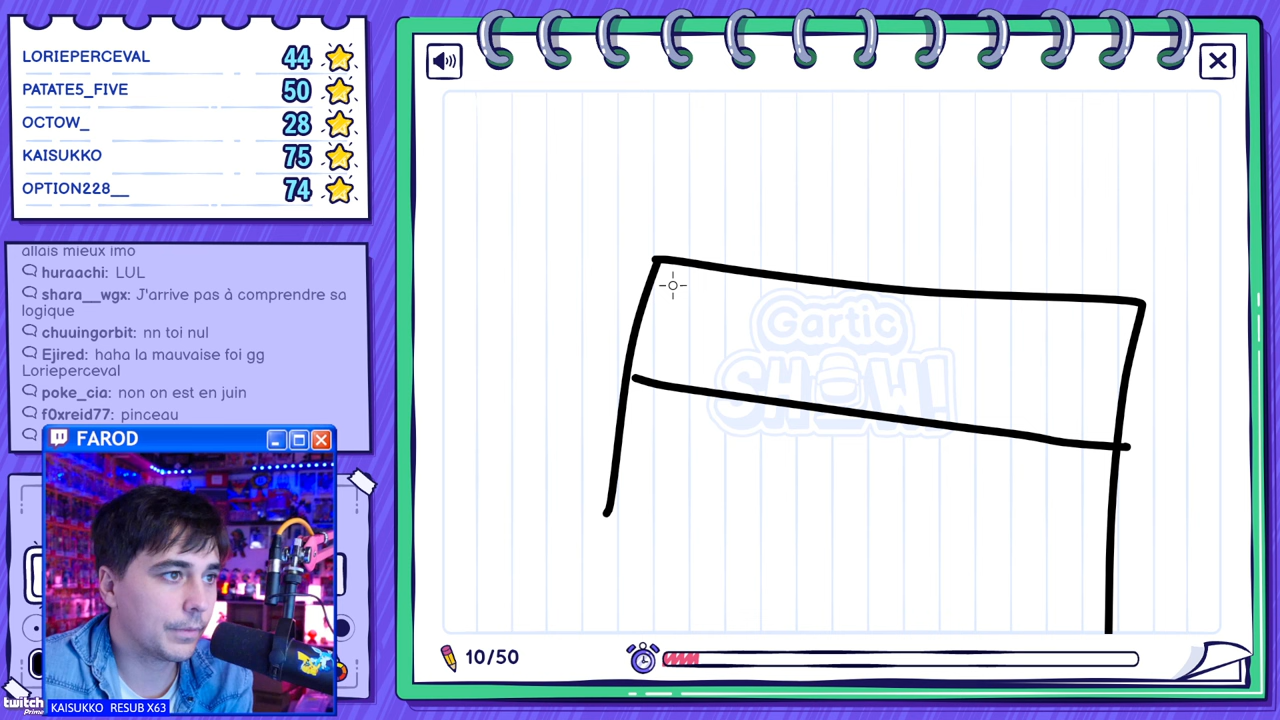 LORIEPERCEVAL 44
PATATE5_FIVE 50
OCTOW_ 28
KAISUKKO 75
OPTION228__ 74
allais mieux imo
huraachi: LUL
shara__wgx: J'arrive pas à comprendre sa
logique
chuuingorbit: nn toi nul
Ejired: haha la mauvaise foi gg
Lorieperceval
poke_cia: non on est en juin
f0xreid77: pinceau
FAROD
twitch
Prime
KAISUKKO RESUB X63
Gartic
SHOW!
10/50